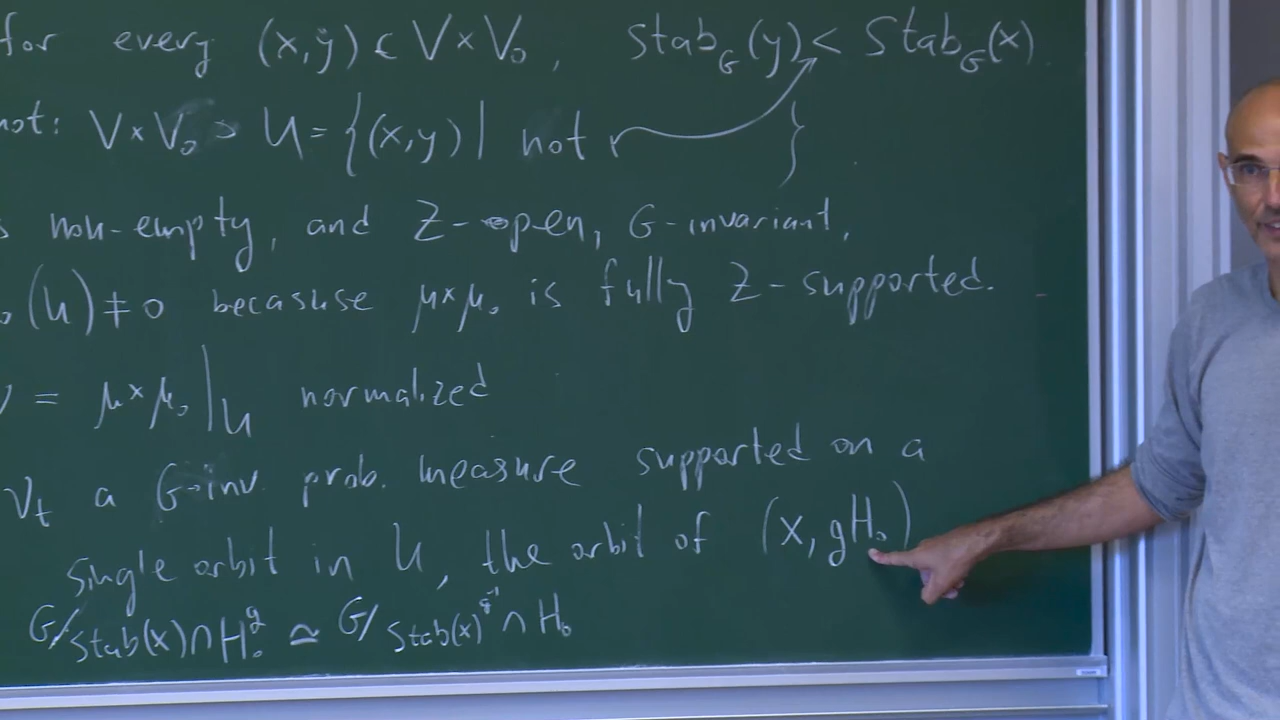 for every (x,y) ∈ V×V₀, Stab_G(y) < Stab_G(x)
not: V×V₀ ⊃ U = {(x,y) | not }
s non-empty, and Z-open, G-invariant,
₀(U) ≠ 0 becasuse μ×μ₀ is fully Z-supported.
ν = μ×μ₀|_U normalized
ν_t a G-inv. prob. measure supported on a
single orbit in U, the orbit of (x, gH₀)
G/Stab(x)∩H₀^g ≃ G/Stab(x)^{g⁻¹}∩H₀